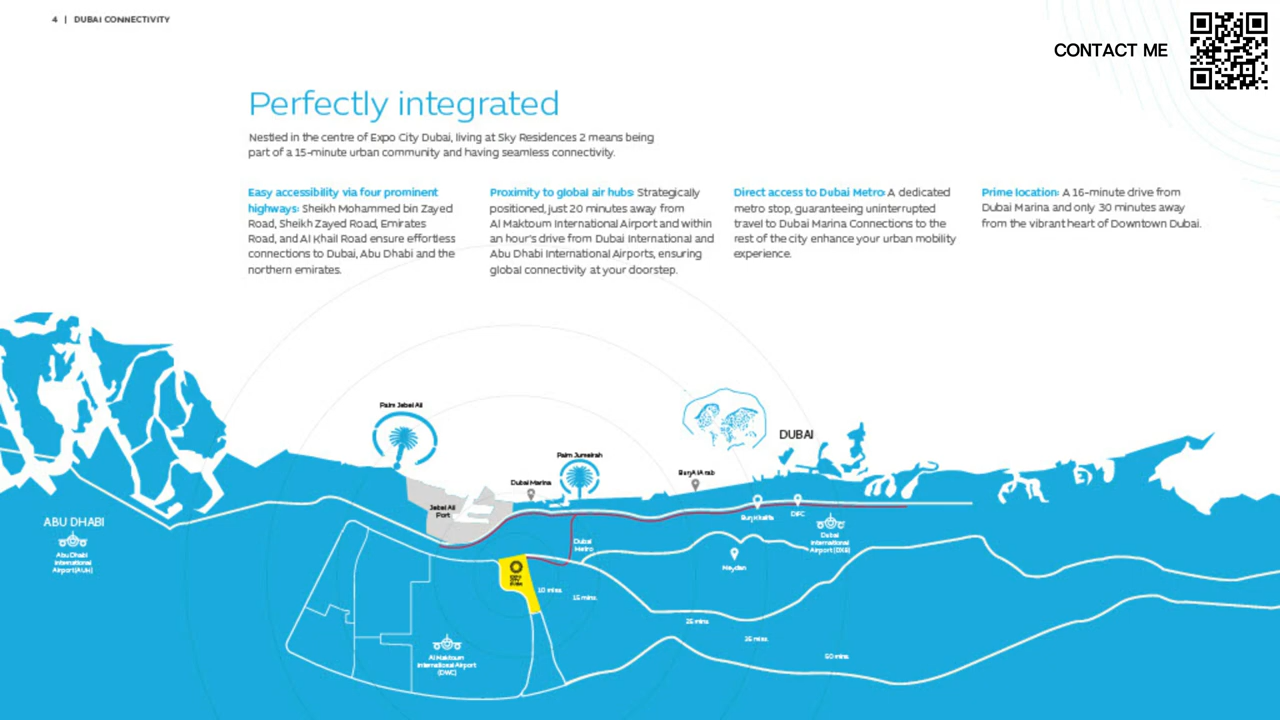 4 | DUBAI CONNECTIVITY
CONTACT ME
Perfectly integrated
Nestled in the centre of Expo City Dubai, living at Sky Residences 2 means being
part of a 15-minute urban community and having seamless connectivity.
Easy accessibility via four prominent
highways: Sheikh Mohammed bin Zayed
Road, Sheikh Zayed Road, Emirates
Road, and Al Khail Road ensure effortless
connections to Dubai, Abu Dhabi and the
northern emirates.
Proximity to global air hubs: Strategically
positioned, just 20 minutes away from
Al Maktoum International Airport and within
an hour's drive from Dubai International and
Abu Dhabi International Airports, ensuring
global connectivity at your doorstep.
Direct access to Dubai Metro: A dedicated
metro stop, guaranteeing uninterrupted
travel to Dubai Marina Connections to the
rest of the city enhance your urban mobility
experience.
Prime location: A 16-minute drive from
Dubai Marina and only 30 minutes away
from the vibrant heart of Downtown Dubai.
Palm Jebel Ali
DUBAI
Palm Jumeirah
Burj Al Arab
Dubai Marina
Jebel Ali
Port
Burj Khalifa
DIFC
ABU DHABI
Abu Dhabi
International
Airport (AUH)
Dubai
International
Airport (DXB)
Dubai
Metro
Meydan
10 mins
15 mins
25 mins
35 mins
Al Maktoum
International Airport
(DWC)